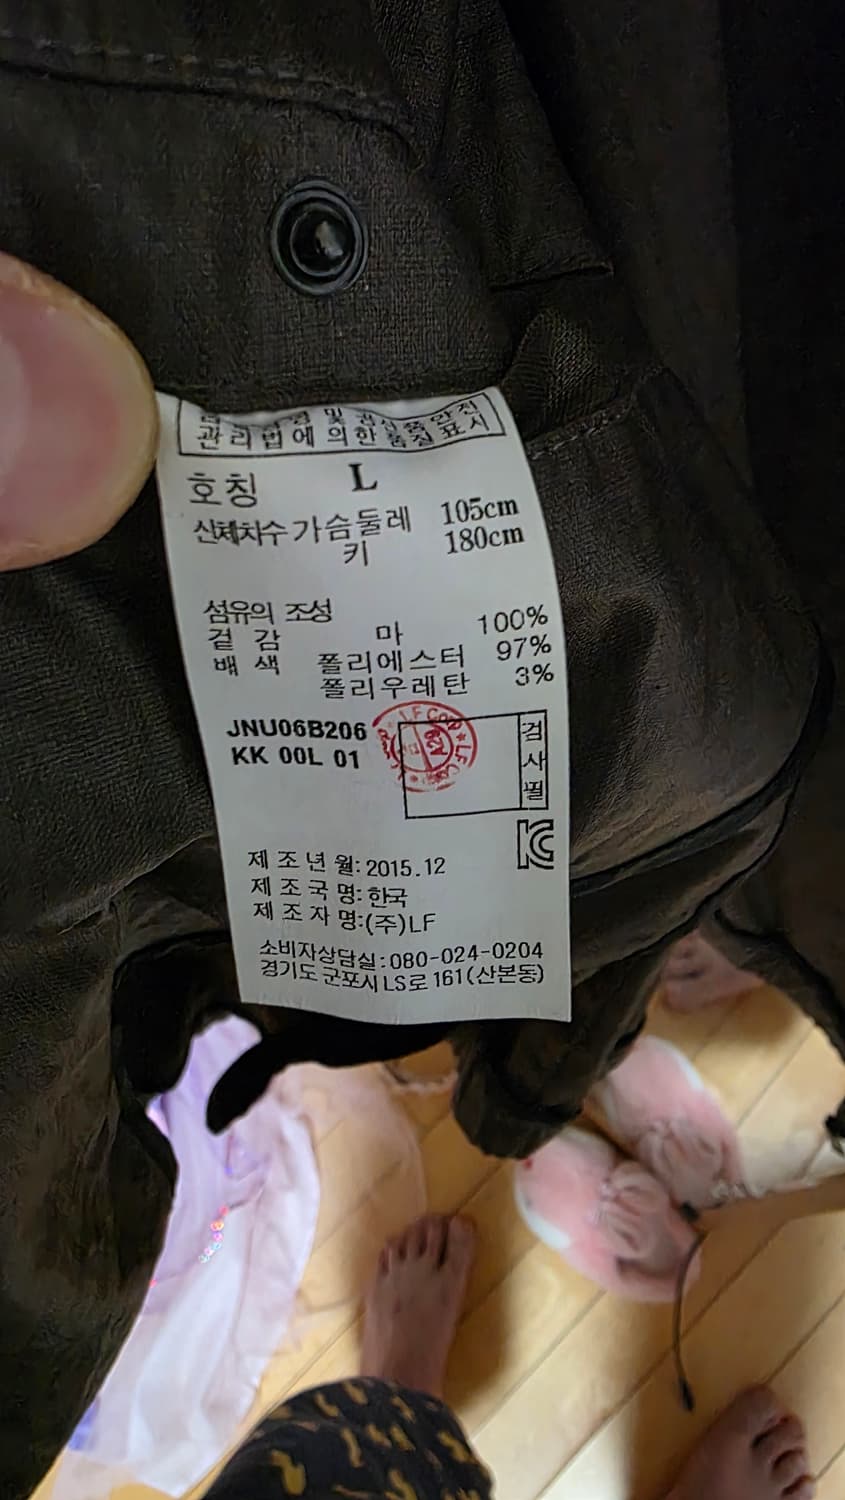 및 안전
관리법에 의한 품질 표시
호칭 L
신체치수 가슴둘레 105cm
키 180cm
섬유의 조성
겉 감 마 100%
배 색 폴리에스터 97%
폴리우레탄 3%
JNU06B206
KK 00L 01
검사필
LF
제 조 년 월: 2015.12
제 조 국 명: 한국
제 조 자 명:(주)LF
소비자상담실:080-024-0204
경기도 군포시 LS로 161(산본동)